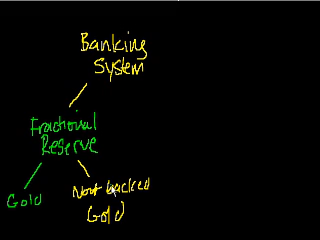 Banking
System
Fractional
Reserve
Gold
Not backed
Gold